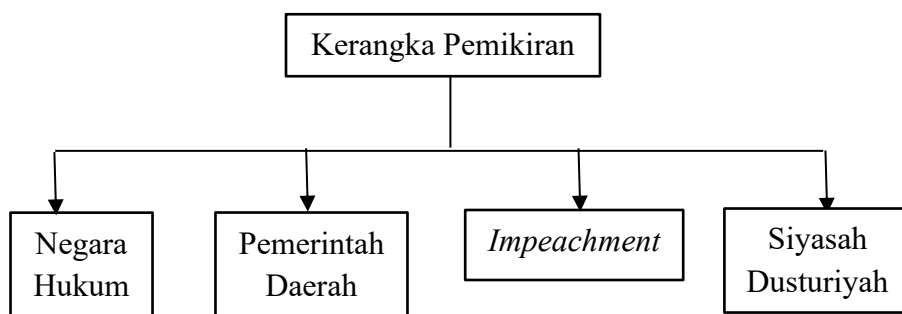 Kerangka Pemikiran
Negara
Hukum
Pemerintah
Daerah
Impeachment
Siyasah
Dusturiyah